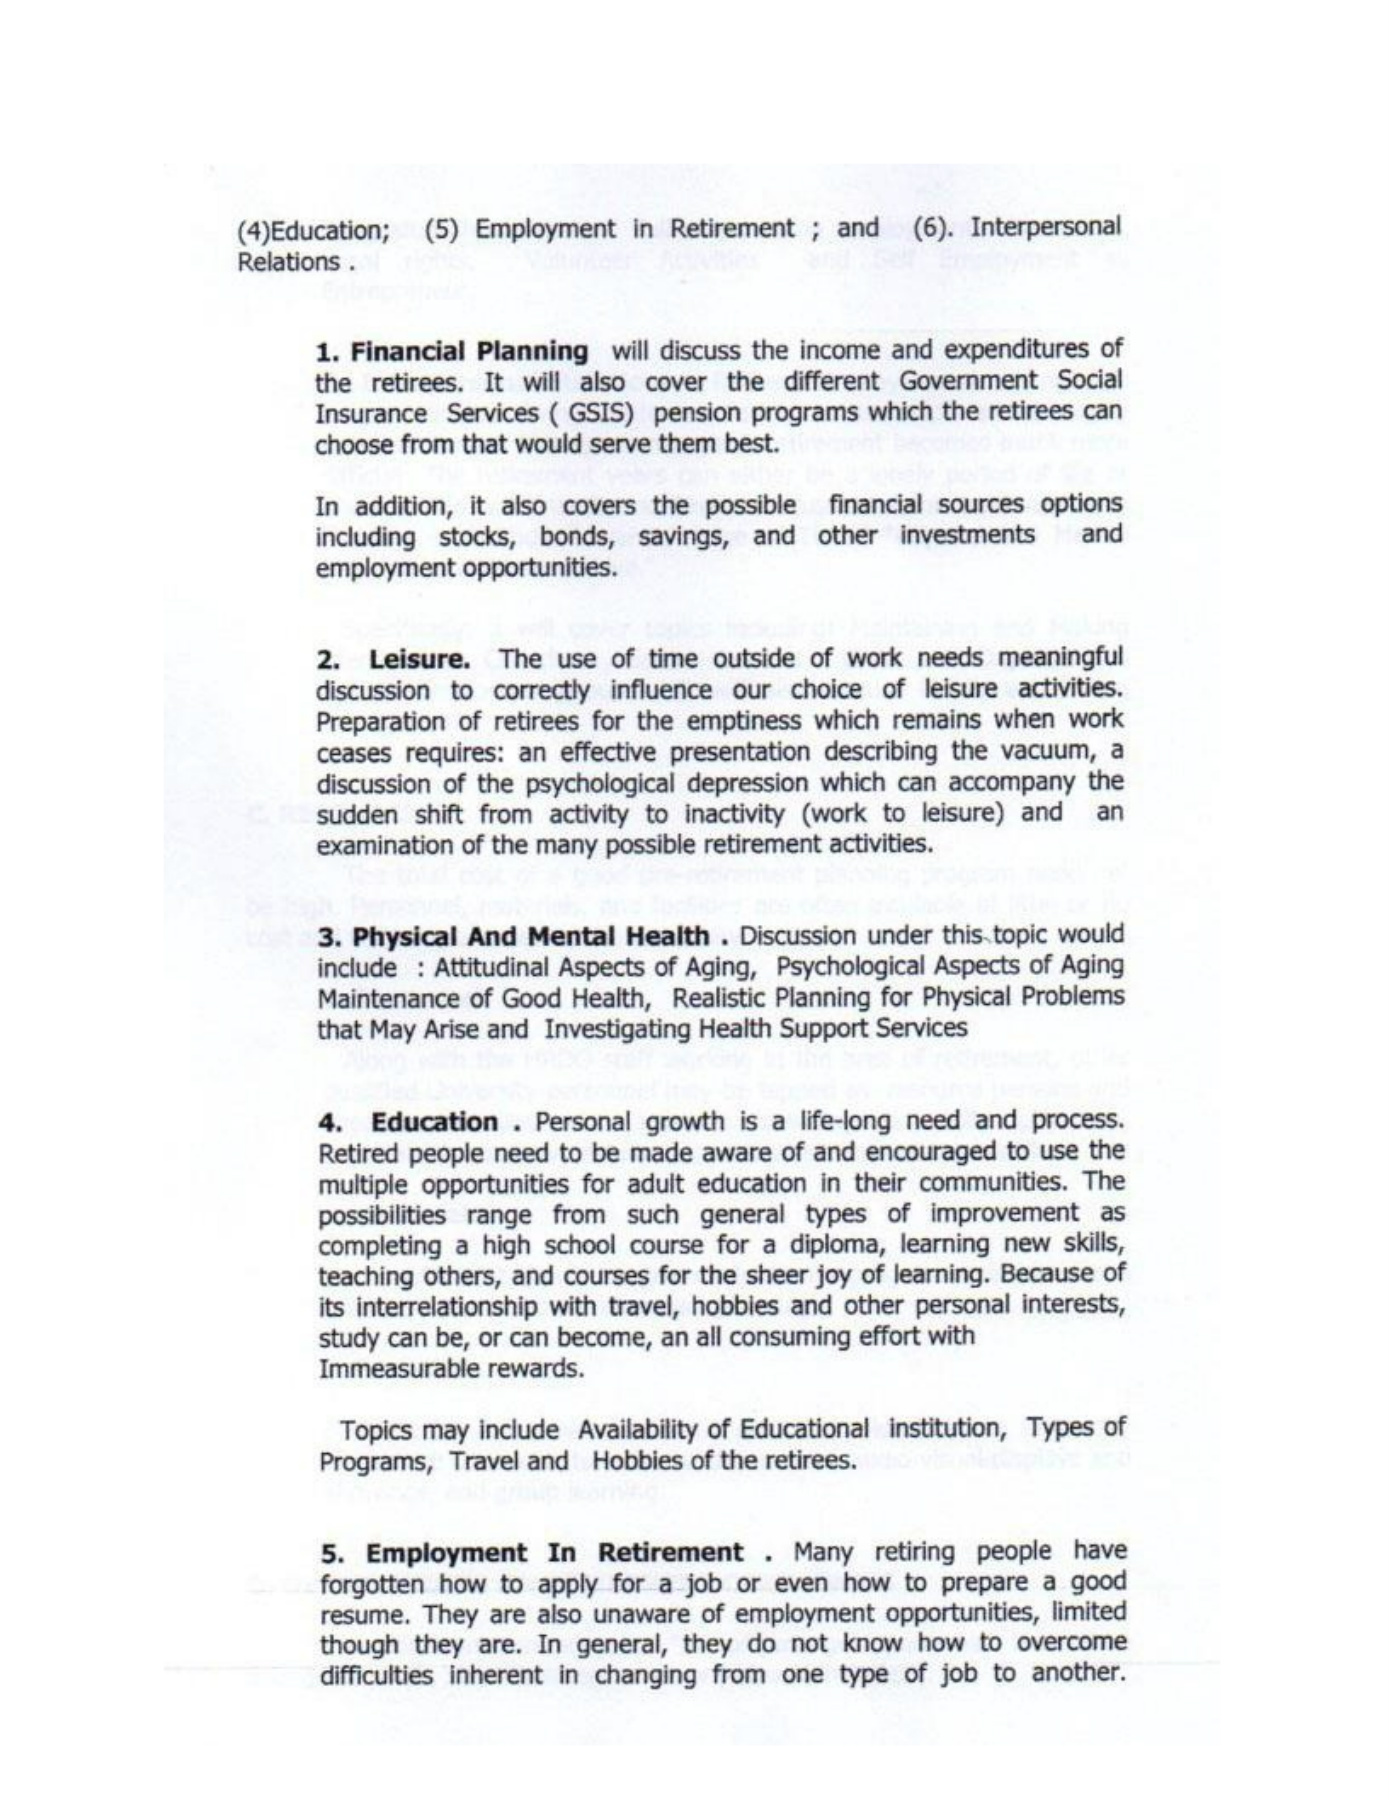 (4)Education; (5) Employment in Retirement ; and (6). Interpersonal
Relations .
1. Financial Planning will discuss the income and expenditures of
the retirees. It will also cover the different Government Social
Insurance Services ( GSIS) pension programs which the retirees can
choose from that would serve them best.
In addition, it also covers the possible financial sources options
including stocks, bonds, savings, and other investments and
employment opportunities.
2. Leisure. The use of time outside of work needs meaningful
discussion to correctly influence our choice of leisure activities.
Preparation of retirees for the emptiness which remains when work
ceases requires: an effective presentation describing the vacuum, a
discussion of the psychological depression which can accompany the
sudden shift from activity to inactivity (work to leisure) and an
examination of the many possible retirement activities.
3. Physical And Mental Health . Discussion under this topic would
include : Attitudinal Aspects of Aging, Psychological Aspects of Aging
Maintenance of Good Health, Realistic Planning for Physical Problems
that May Arise and Investigating Health Support Services
4. Education . Personal growth is a life-long need and process.
Retired people need to be made aware of and encouraged to use the
multiple opportunities for adult education in their communities. The
possibilities range from such general types of improvement as
completing a high school course for a diploma, learning new skills,
teaching others, and courses for the sheer joy of learning. Because of
its interrelationship with travel, hobbies and other personal interests,
study can be, or can become, an all consuming effort with
Immeasurable rewards.
Topics may include Availability of Educational institution, Types of
Programs, Travel and Hobbies of the retirees.
5. Employment In Retirement . Many retiring people have
forgotten how to apply for a job or even how to prepare a good
resume. They are also unaware of employment opportunities, limited
though they are. In general, they do not know how to overcome
difficulties inherent in changing from one type of job to another.